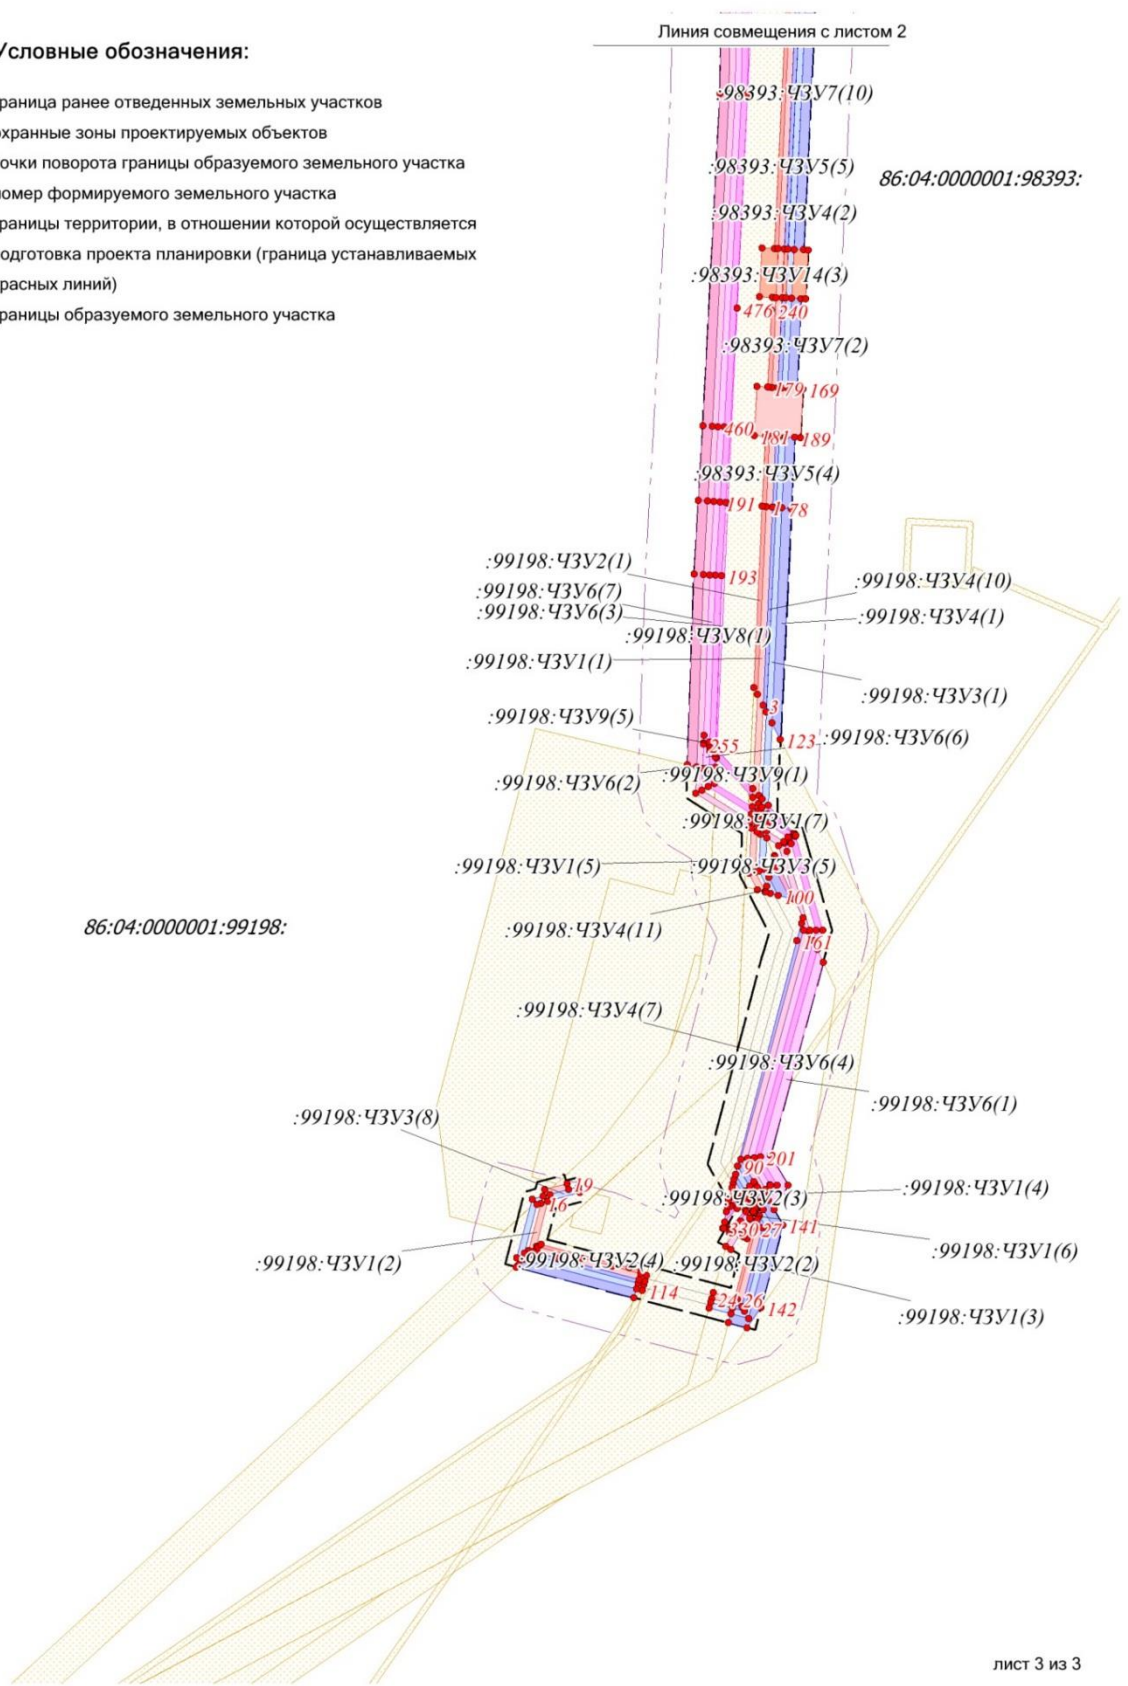 Линия совмещения с листом 2
Условные обозначения:
раница ранее отведенных земельных участков
охранные зоны проектируемых объектов
очки поворота границы образуемого земельного участка
номер формируемого земельного участка
раницы территории, в отношении которой осуществляется
подготовка проекта планировки (граница устанавливаемых
расных линий)
раницы образуемого земельного участка
:98393:ЧЗУ7(10)
:98393:ЧЗУ5(5)
86:04:0000001:98393:
:98393:ЧЗУ4(2)
:98393:ЧЗУ14(3)
476 240
:98393:ЧЗУ7(2)
179 169
460 181 189
:98393:ЧЗУ5(4)
191 1 78
:99198:ЧЗУ2(1)
193
:99198:ЧЗУ4(10)
:99198:ЧЗУ6(7)
:99198:ЧЗУ6(3)
:99198:ЧЗУ4(1)
:99198:ЧЗУ8(1)
:99198:ЧЗУ1(1)
:99198:ЧЗУ3(1)
:99198:ЧЗУ9(5)
3
255
123
:99198:ЧЗУ6(6)
:99198:ЧЗУ9(1)
:99198:ЧЗУ6(2)
:99198:ЧЗУ1(7)
:99198:ЧЗУ1(5)
:99198:ЧЗУ3(5)
100
86:04:0000001:99198:
:99198:ЧЗУ4(11)
161
:99198:ЧЗУ4(7)
:99198:ЧЗУ6(4)
:99198:ЧЗУ6(1)
:99198:ЧЗУ3(8)
201
90
19
16
:99198:ЧЗУ1(4)
:99198:ЧЗУ2(3)
330 27 141
:99198:ЧЗУ1(6)
:99198:ЧЗУ1(2)
:99198:ЧЗУ2(4)
:99198:ЧЗУ2(2)
114
24 26 142
:99198:ЧЗУ1(3)
лист 3 из 3